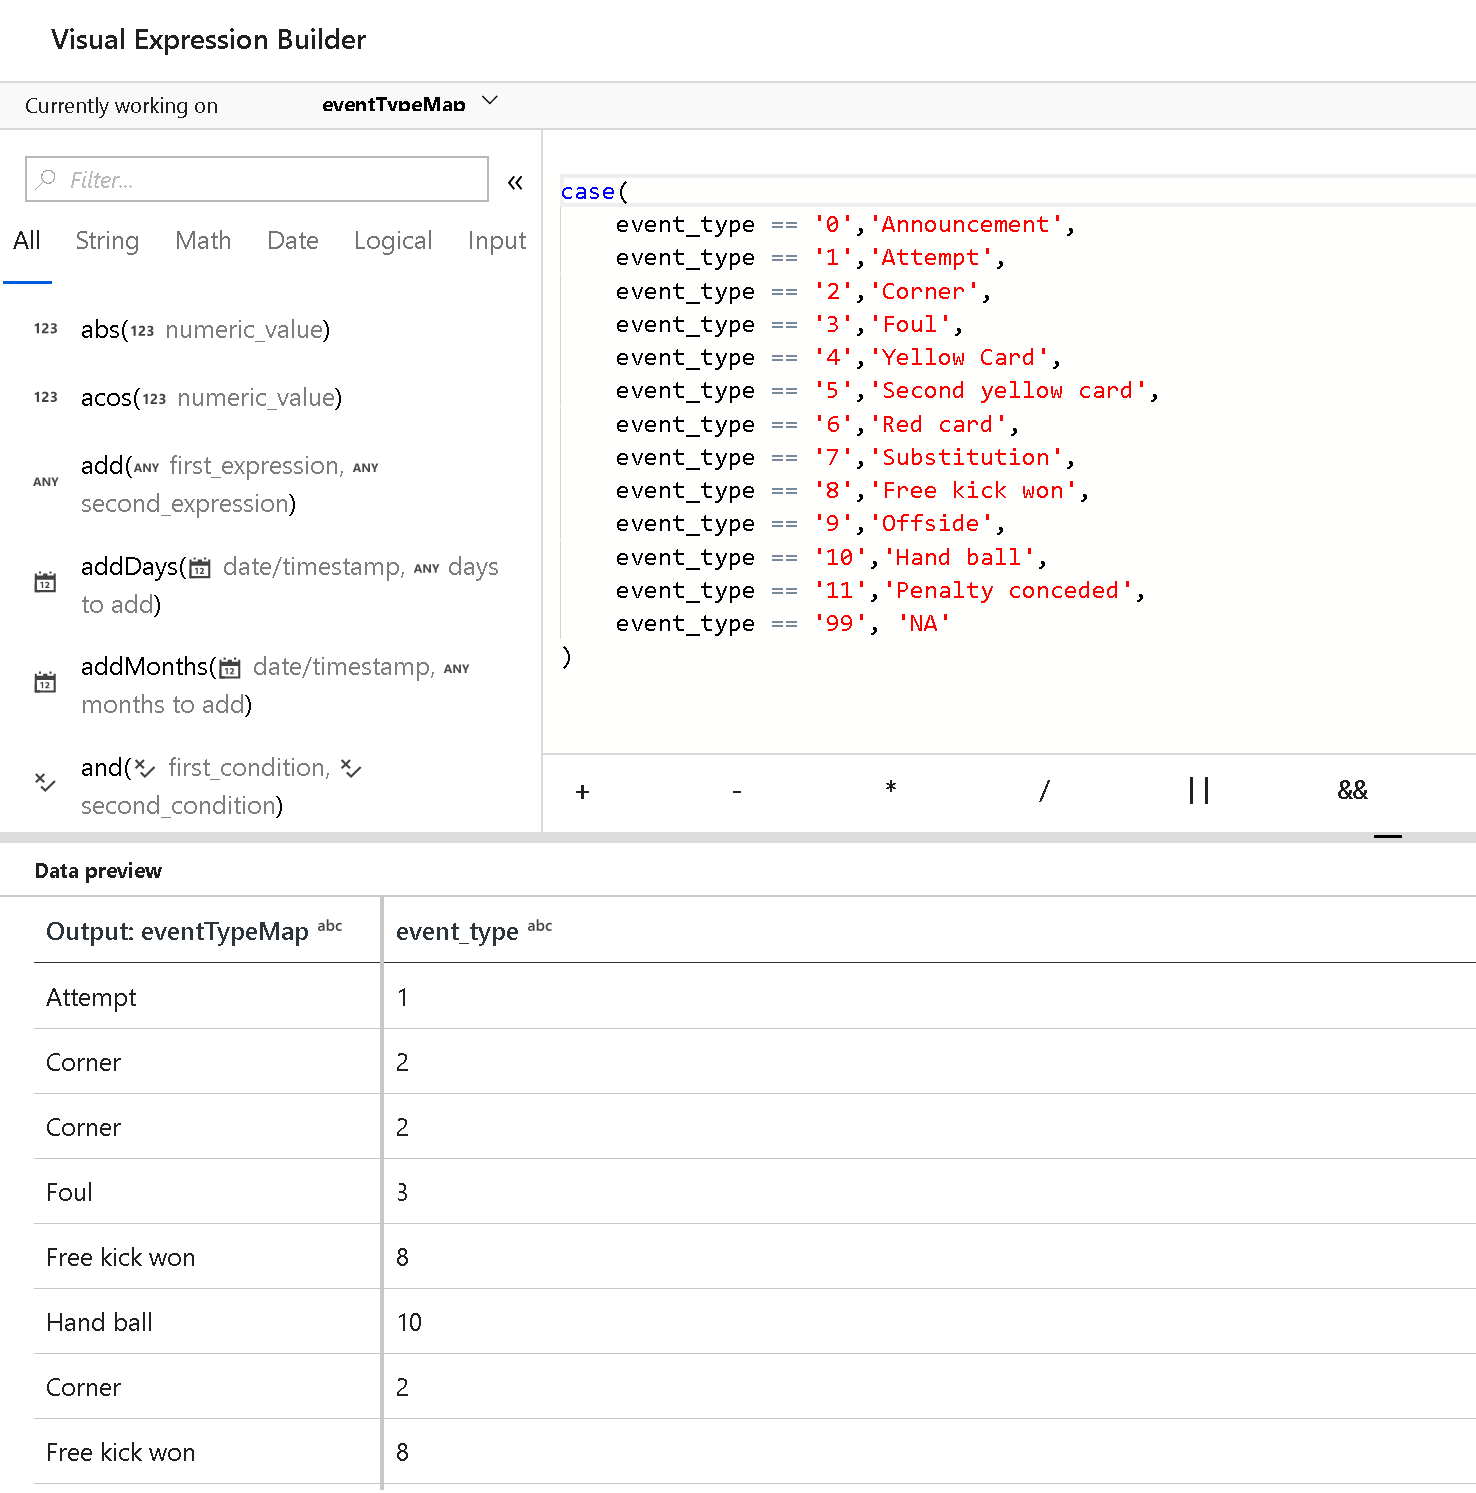 Visual Expression Builder
Currently working on eventTypeMap
Filter...
All String Math Date Logical Input
123 abs(123 numeric_value)
123 acos(123 numeric_value)
ANY add(ANY first_expression, ANY
second_expression)
12 addDays(12 date/timestamp, ANY days
to add)
12 addMonths(12 date/timestamp, ANY
months to add)
and( first_condition,
second_condition)
case(
event_type == '0','Announcement',
event_type == '1','Attempt',
event_type == '2','Corner',
event_type == '3','Foul',
event_type == '4','Yellow Card',
event_type == '5','Second yellow card',
event_type == '6','Red card',
event_type == '7','Substitution',
event_type == '8','Free kick won',
event_type == '9','Offside',
event_type == '10','Hand ball',
event_type == '11','Penalty conceded',
event_type == '99', 'NA'
)
+ - * / || &&
Data preview
Output: eventTypeMap abc event_type abc
Attempt 1
Corner 2
Corner 2
Foul 3
Free kick won 8
Hand ball 10
Corner 2
Free kick won 8